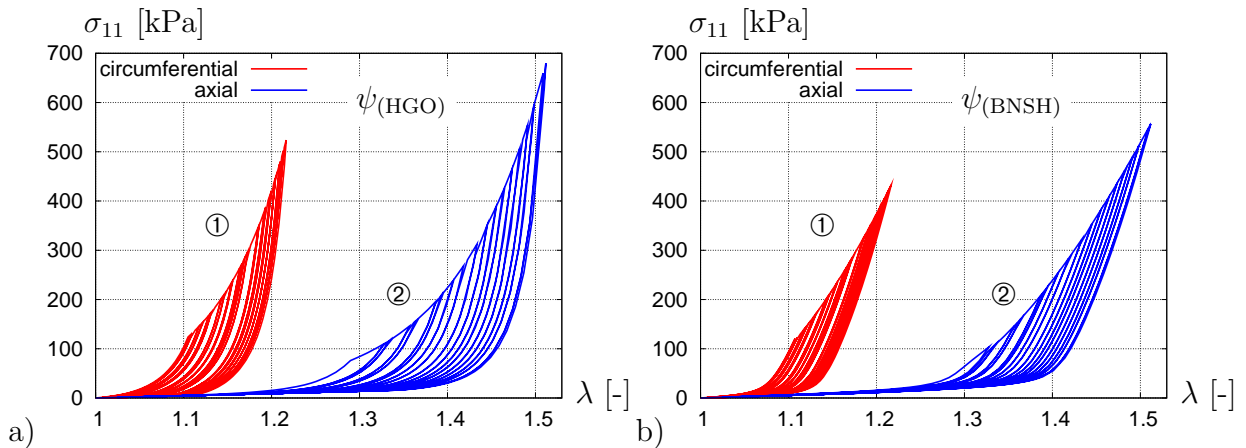 σ₁₁ [kPa]
700
600
500
400
300
200
100
0
circumferential
axial
ψ(HGO)
①
②
1
1.1
1.2
1.3
1.4
1.5
λ [-]
a)
σ₁₁ [kPa]
700
600
500
400
300
200
100
0
circumferential
axial
ψ(BNSH)
①
②
1
1.1
1.2
1.3
1.4
1.5
λ [-]
b)